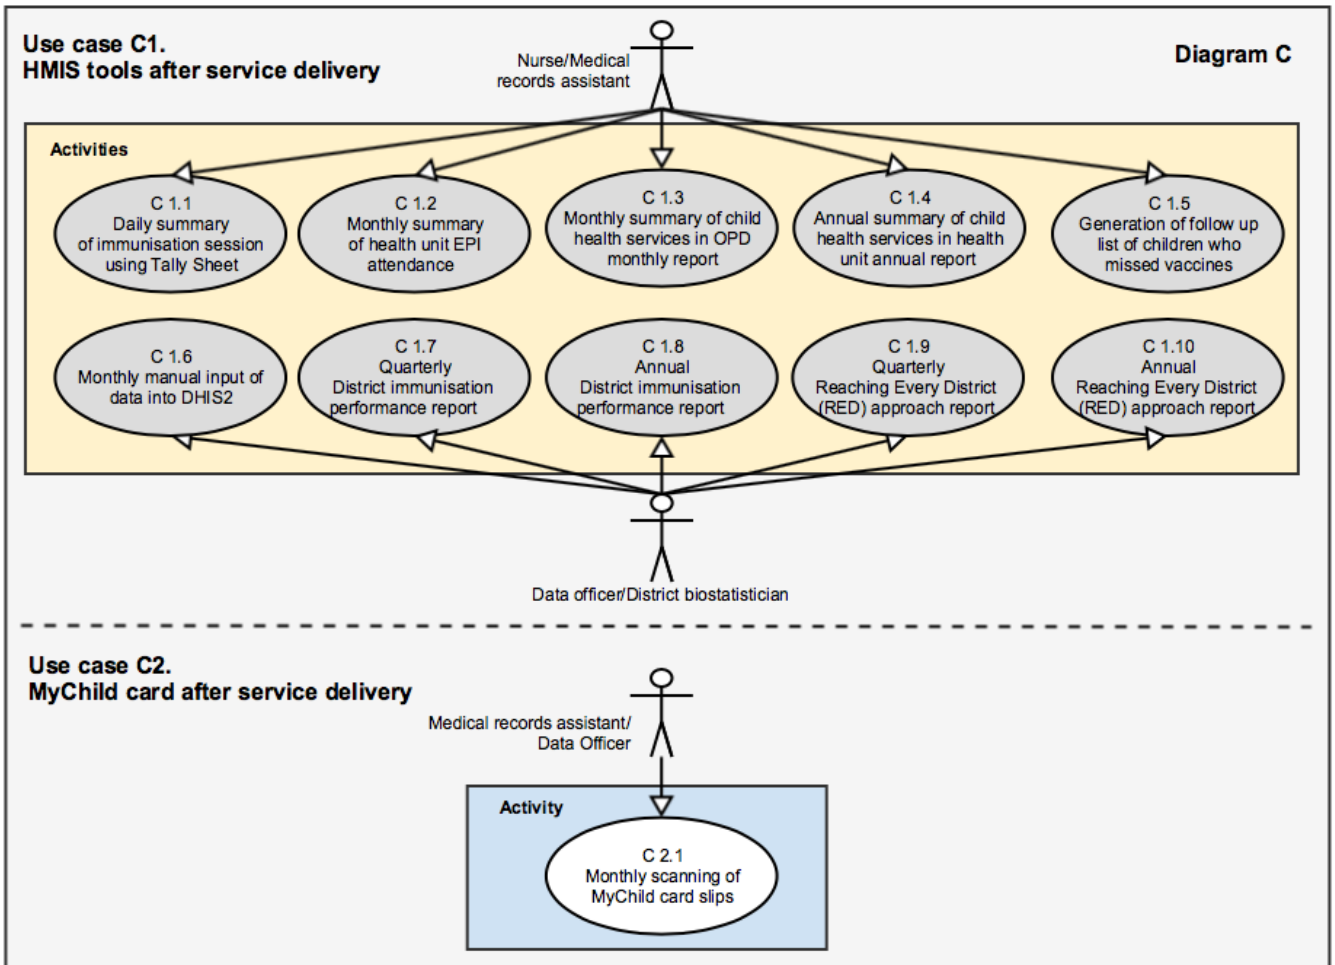 Use case C1.
HMIS tools after service delivery
Diagram C
Nurse/Medical
records assistant
Activities
C 1.1
Daily summary
of immunisation session
using Tally Sheet
C 1.2
Monthly summary
of health unit EPI
attendance
C 1.3
Monthly summary of child
health services in OPD
monthly report
C 1.4
Annual summary of child
health services in health
unit annual report
C 1.5
Generation of follow up
list of children who
missed vaccines
C 1.6
Monthly manual input of
data into DHIS2
C 1.7
Quarterly
District immunisation
performance report
C 1.8
Annual
District immunisation
performance report
C 1.9
Quarterly
Reaching Every District
(RED) approach report
C 1.10
Annual
Reaching Every District
(RED) approach report
Data officer/District biostatistician
Use case C2.
MyChild card after service delivery
Medical records assistant/
Data Officer
Activity
C 2.1
Monthly scanning of
MyChild card slips